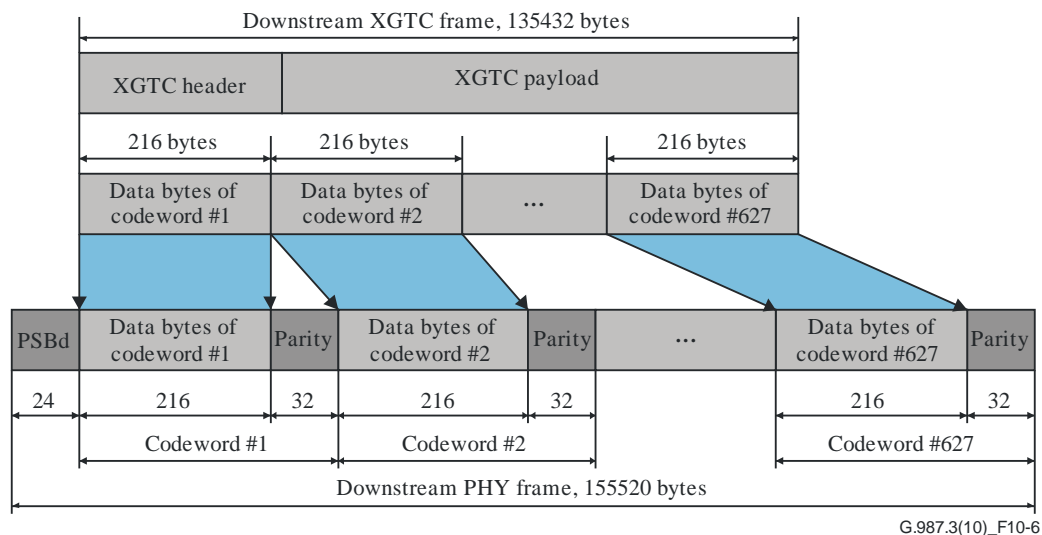 Downstream XGTC frame, 135432 bytes
XGTC header
XGTC payload
216 bytes
216 bytes
216 bytes
Data bytes of
codeword #1
Data bytes of
codeword #2
...
Data bytes of
codeword #627
PSBd
Data bytes of
codeword #1
Parity
Data bytes of
codeword #2
Parity
...
Data bytes of
codeword #627
Parity
24
216
32
216
32
216
32
Codeword #1
Codeword #2
Codeword #627
Downstream PHY frame, 155520 bytes
G.987.3(10)_F10-6